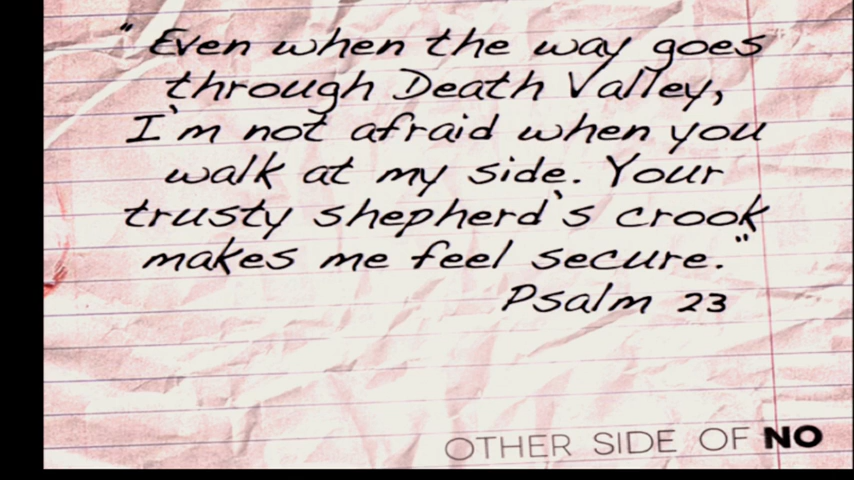 "Even when the way goes
through Death Valley,
I'm not afraid when you
walk at my side. Your
trusty shepherd's crook
makes me feel secure."
Psalm 23
OTHER SIDE OF NO